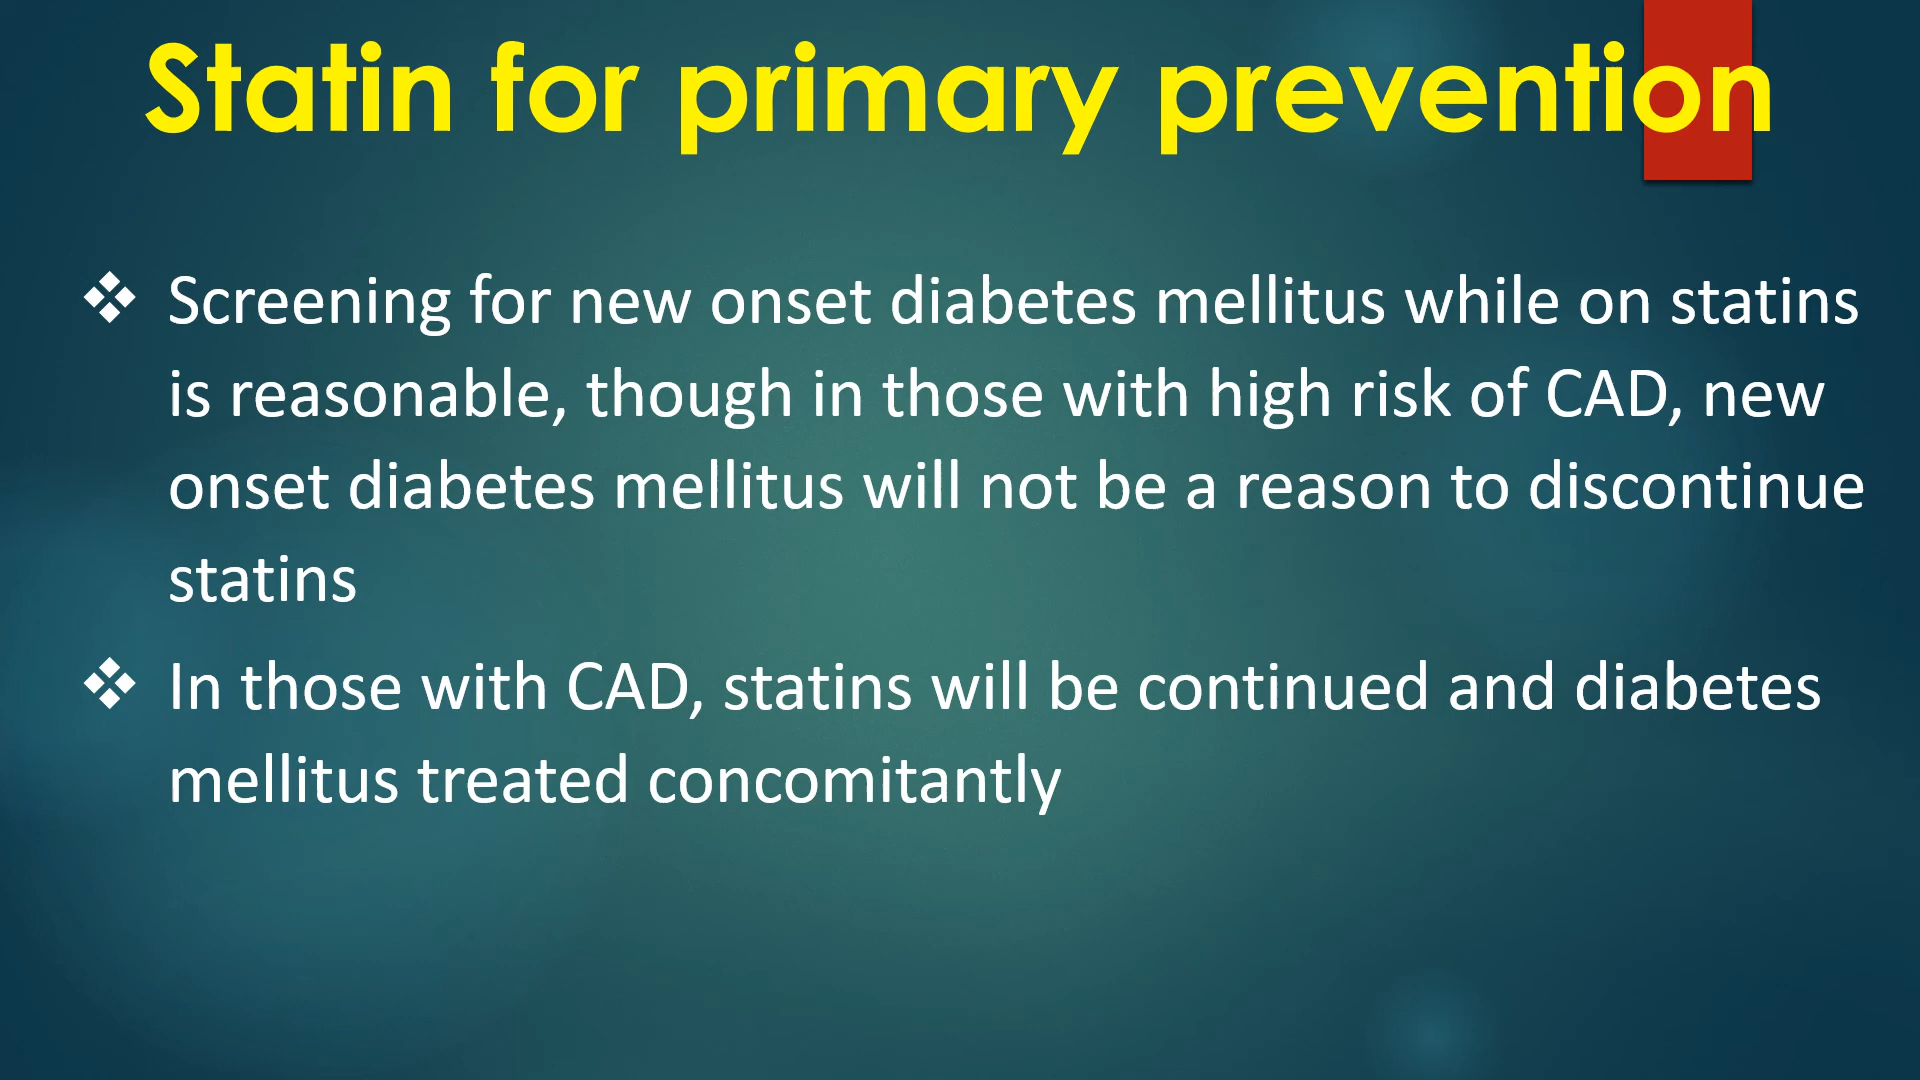 Statin for primary prevention
❖ Screening for new onset diabetes mellitus while on statins
is reasonable, though in those with high risk of CAD, new
onset diabetes mellitus will not be a reason to discontinue
statins
❖ In those with CAD, statins will be continued and diabetes
mellitus treated concomitantly